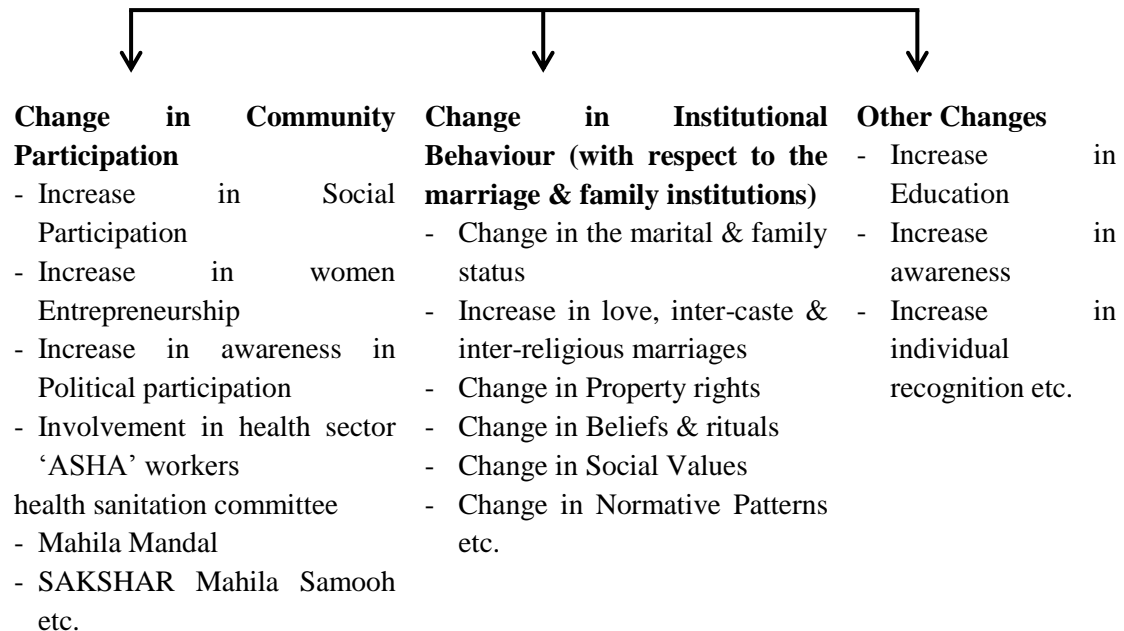 Change in Community
Participation
- Increase in Social
Participation
- Increase in women
Entrepreneurship
- Increase in awareness in
Political participation
- Involvement in health sector
‘ASHA’ workers
health sanitation committee
- Mahila Mandal
- SAKSHAR Mahila Samooh
etc.
Change in Institutional
Behaviour (with respect to the
marriage & family institutions)
- Change in the marital & family
status
- Increase in love, inter-caste &
inter-religious marriages
- Change in Property rights
- Change in Beliefs & rituals
- Change in Social Values
- Change in Normative Patterns
etc.
Other Changes
- Increase in
Education
- Increase in
awareness
- Increase in
individual
recognition etc.